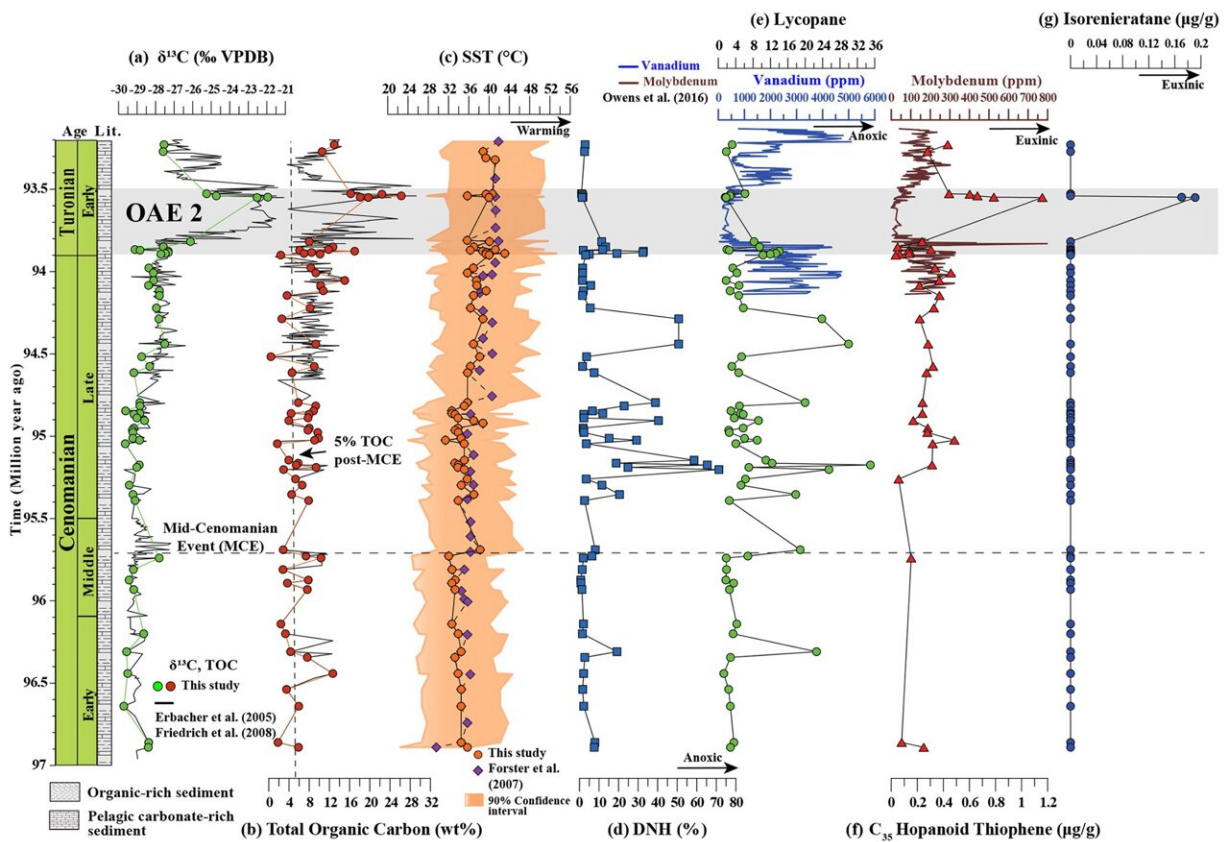 (e) Lycopane
(g) Isorenieratane (µg/g)
(a) δ¹³C (‰ VPDB)
(c) SST (°C)
0 4 8 12 16 20 24 28 32 36
0 0.04 0.08 0.12 0.16 0.2
Vanadium
Molybdenum
Owens et al. (2016)
Vanadium (ppm)
Molybdenum (ppm)
Euxinic
-30 -29 -28 -27 -26 -25 -24 -23 -22 -21
20 24 28 32 36 40 44 48 52 56
0 1000 2000 3000 4000 5000 6000
0 100 200 300 400 500 600 700 800
Age Lit.
Warming
Anoxic
Euxinic
Turonian
Early
93.5
OAE 2
94
94.5
Late
95
5% TOC
post-MCE
Cenomanian
Time (Million year ago)
95.5
Mid-Cenomanian
Event (MCE)
Middle
96
Early
96.5
97
δ¹³C, TOC
This study
Erbacher et al. (2005)
Friedrich et al. (2008)
This study
Forster et al.
(2007)
90% Confidence
interval
Anoxic
0 4 8 12 16 20 24 28 32
0 10 20 30 40 50 60 70 80
0 0.2 0.4 0.6 0.8 1 1.2
Organic-rich sediment
Pelagic carbonate-rich
sediment
(b) Total Organic Carbon (wt%)
(d) DNH (%)
(f) C₃₅ Hopanoid Thiophene (µg/g)